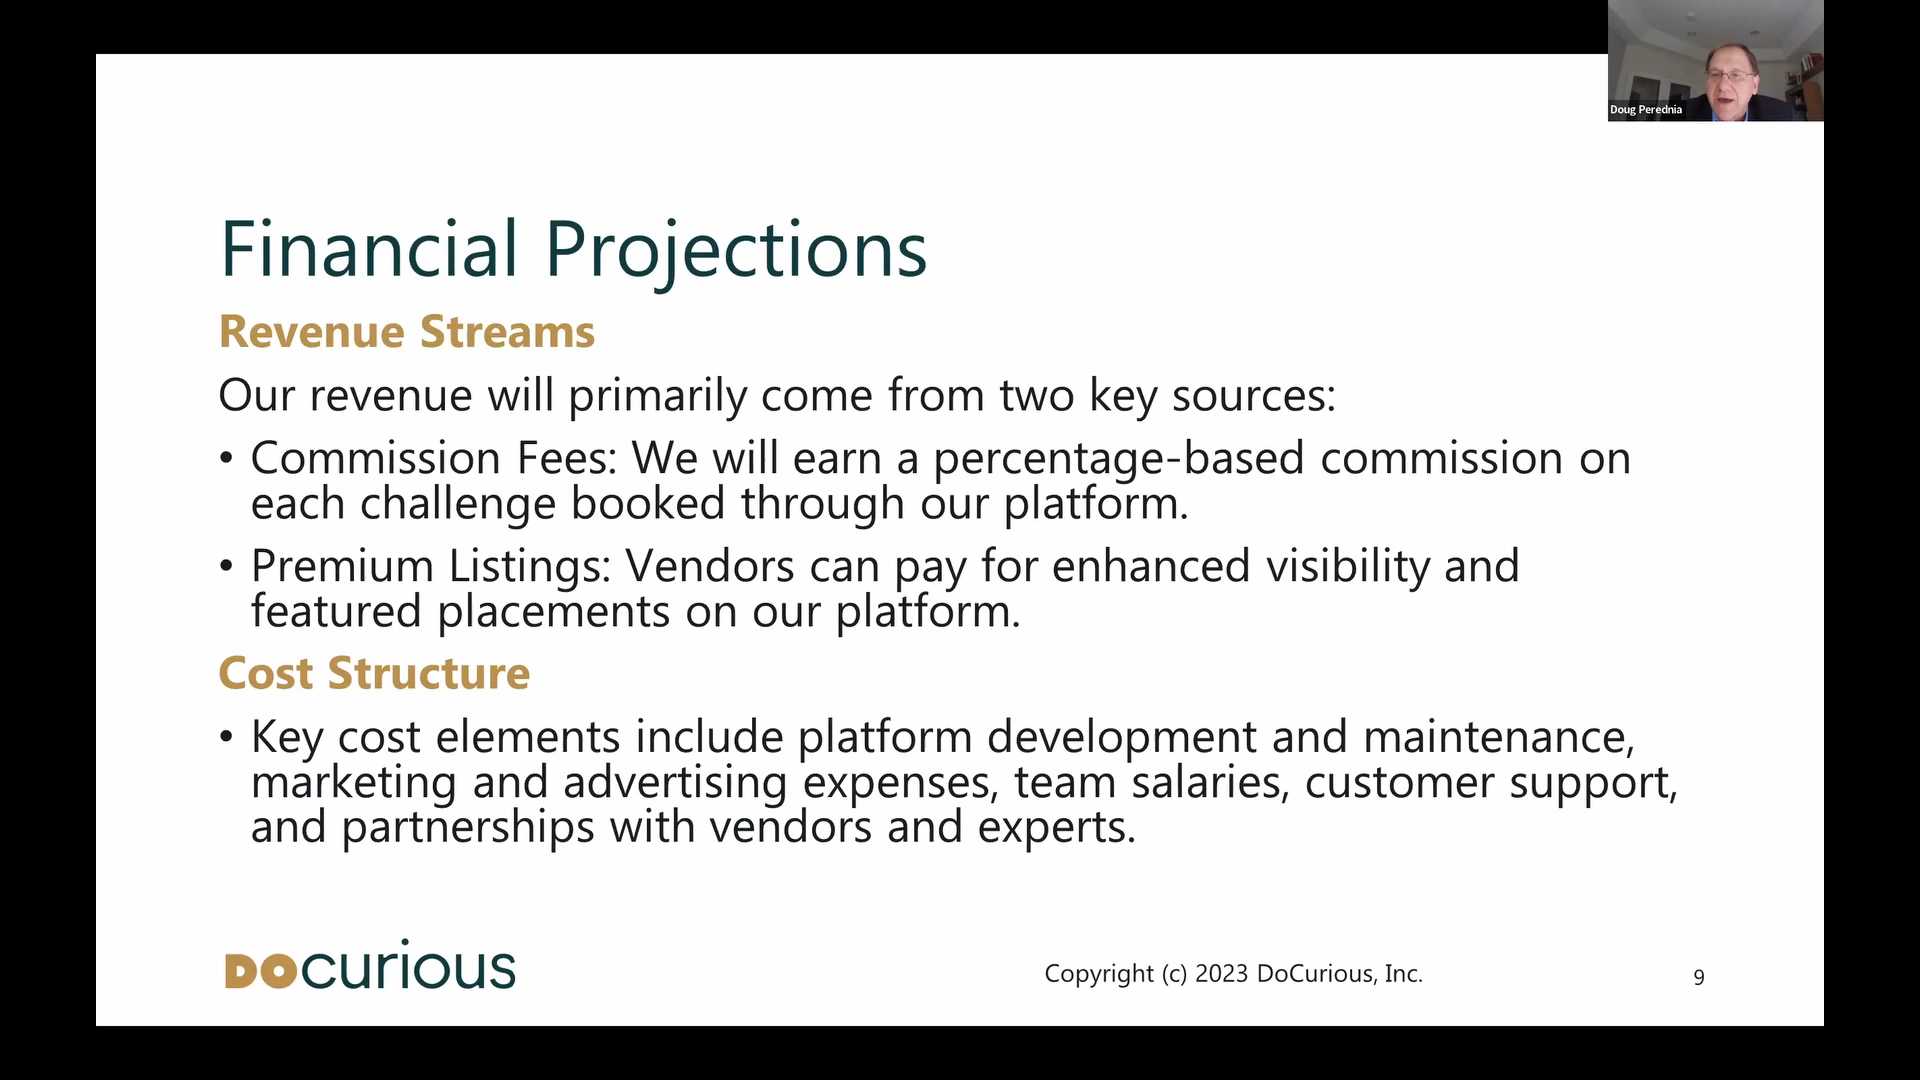 Doug Perednia
Financial Projections
Revenue Streams
Our revenue will primarily come from two key sources:
• Commission Fees: We will earn a percentage-based commission on
each challenge booked through our platform.
• Premium Listings: Vendors can pay for enhanced visibility and
featured placements on our platform.
Cost Structure
• Key cost elements include platform development and maintenance,
marketing and advertising expenses, team salaries, customer support,
and partnerships with vendors and experts.
DOcurious
Copyright (c) 2023 DoCurious, Inc.
9